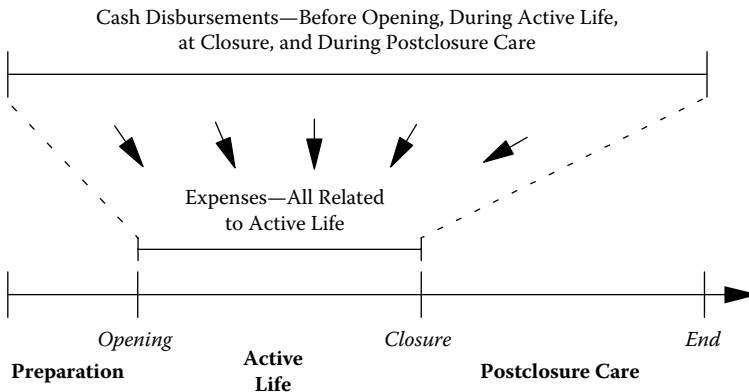 Cash Disbursements—Before Opening, During Active Life,
at Closure, and During Postclosure Care
Expenses—All Related
to Active Life
Opening
Closure
End
Preparation
Active
Life
Postclosure Care